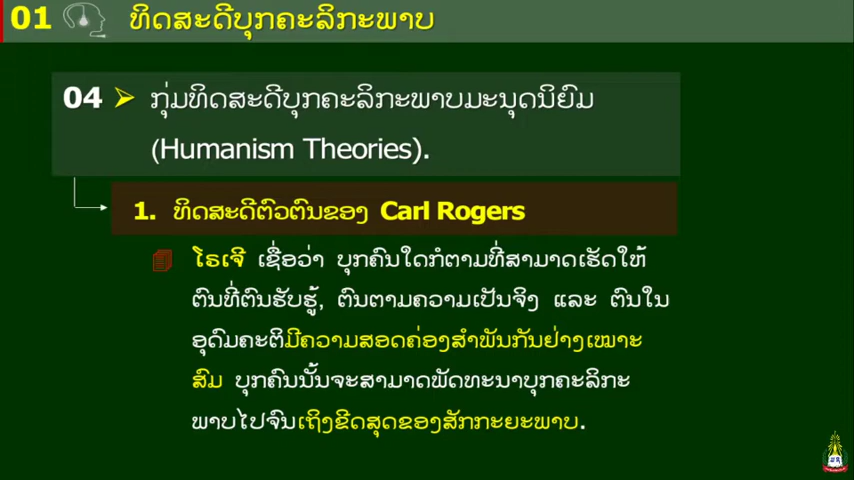 01 ທິດສະດີບຸກຄະລິກະພາບ
04 ➢ ກຸ່ມທິດສະດີບຸກຄະລິກະພາບມະນຸດນິຍົມ
(Humanism Theories).
1. ທິດສະດີຕົວຕົນຂອງ Carl Rogers
ໂຣເຈີ ເຊື່ອວ່າ ບຸກຄົນໃດກໍຕາມທີ່ສາມາດເຮັດໃຫ້
ຕົນທີ່ຕົນຮັບຮູ້, ຕົນຕາມຄວາມເປັນຈິງ ແລະ ຕົນໃນ
ອຸດົມຄະຕິມີຄວາມສອດຄ່ອງສຳພັນກັນຢ່າງເໝາະ
ສົມ ບຸກຄົນນັ້ນຈະສາມາດພັດທະນາບຸກຄະລິກະ
ພາບໄປຈົນເຖິງຂີດສຸດຂອງສັກກະຍະພາບ.